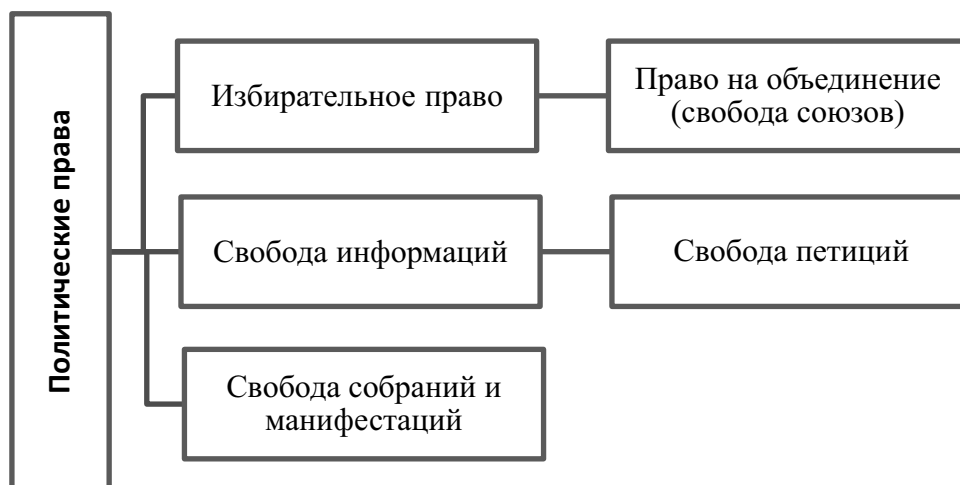 Политические права
Избирательное право
Право на объединение
(свобода союзов)
Свобода информаций
Свобода петиций
Свобода собраний и
манифестаций